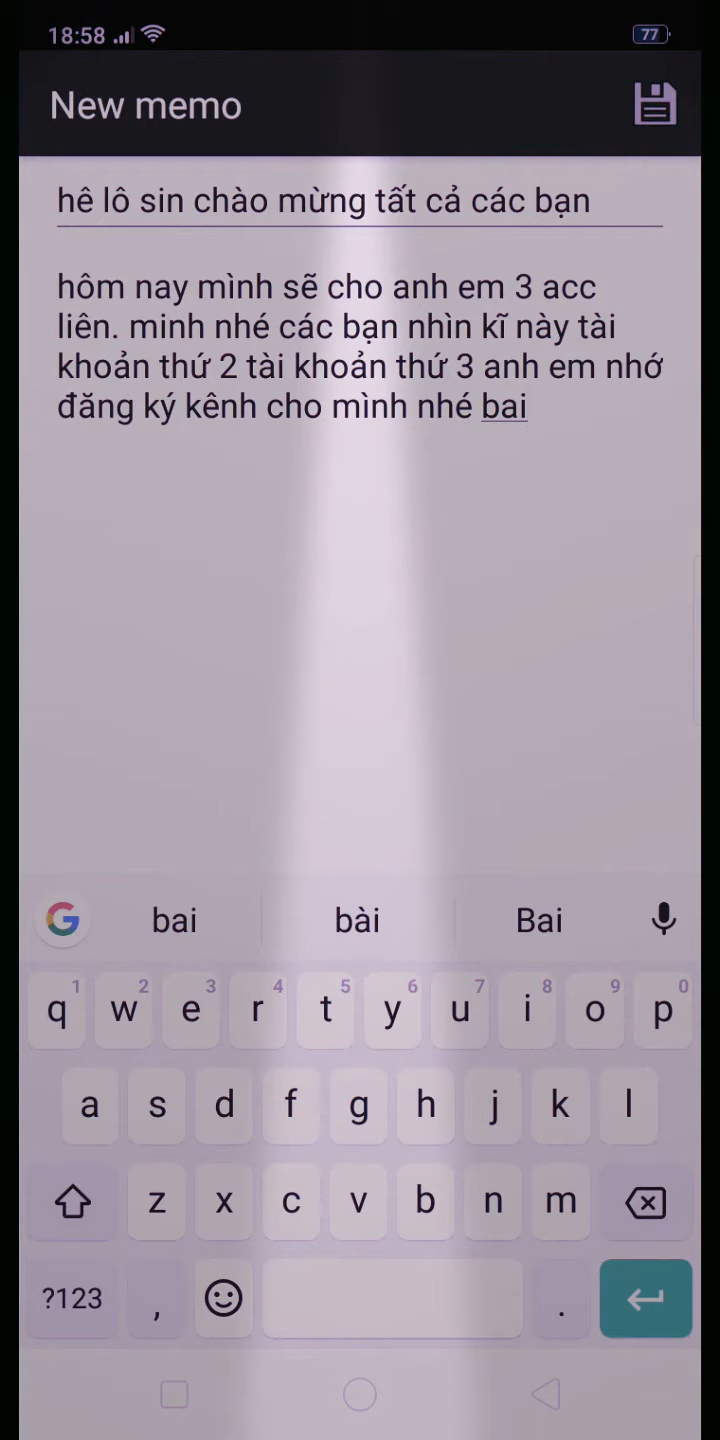 18:58
77
New memo
hê lô sin chào mừng tất cả các bạn
hôm nay mình sẽ cho anh em 3 acc
liên. minh nhé các bạn nhìn kĩ này tài
khoản thứ 2 tài khoản thứ 3 anh em nhớ
đăng ký kênh cho mình nhé bai
bai bài Bai
1 2 3 4 5 6 7 8 9 0
q w e r t y u i o p
a s d f g h j k l
z x c v b n m
?123 , .